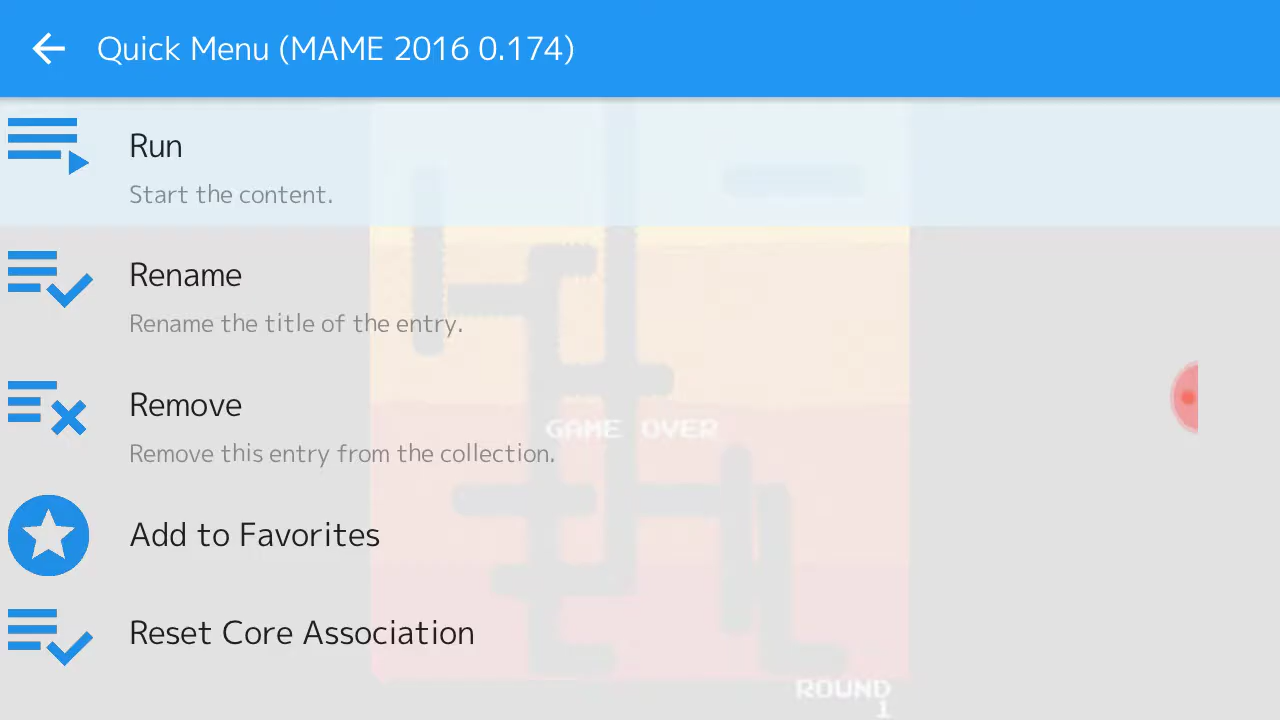 Quick Menu (MAME 2016 0.174)
Run
Start the content.
Rename
Rename the title of the entry.
Remove
Remove this entry from the collection.
GAME OVER
Add to Favorites
Reset Core Association
ROUND
1